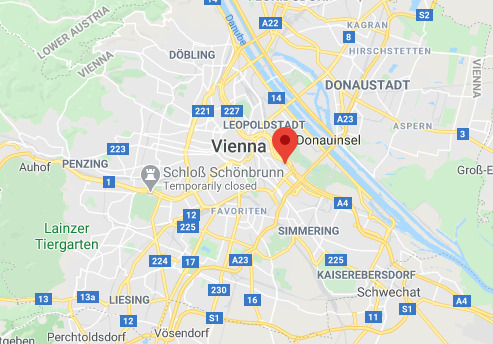 S2
A22
KAGRAN
LOWER AUSTRIA
VIENNA
Danube
DÖBLING
8
HIRSCHSTETTEN
VIENNA
14
DONAUSTADT
221
227
LEOPOLDSTADT
A23
ASPERN
3
223
Vienna
Donauinsel
PENZING
Auhof
1
Schloß Schönbrunn
Temporarily closed
Groß-E
12
FAVORITEN
A4
225
SIMMERING
Lainzer
Tiergarten
224
17
A23
225
KAISEREBERSDORF
13
13a
LIESING
230
16
Schwechat
A4
S1
11
S1
Perchtoldsdorf
Vösendorf
tgeben